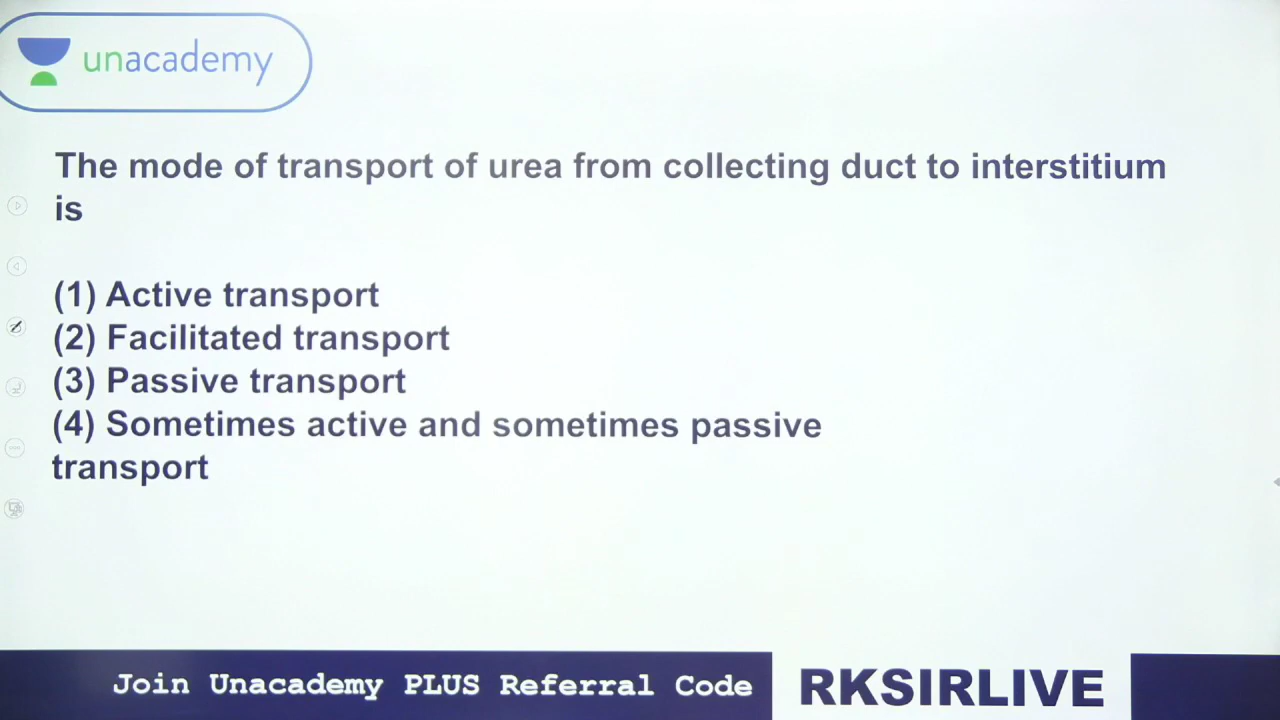 unacademy
The mode of transport of urea from collecting duct to interstitium
is
(1) Active transport
(2) Facilitated transport
(3) Passive transport
(4) Sometimes active and sometimes passive
transport
Join Unacademy PLUS Referral Code
RKSIRLIVE